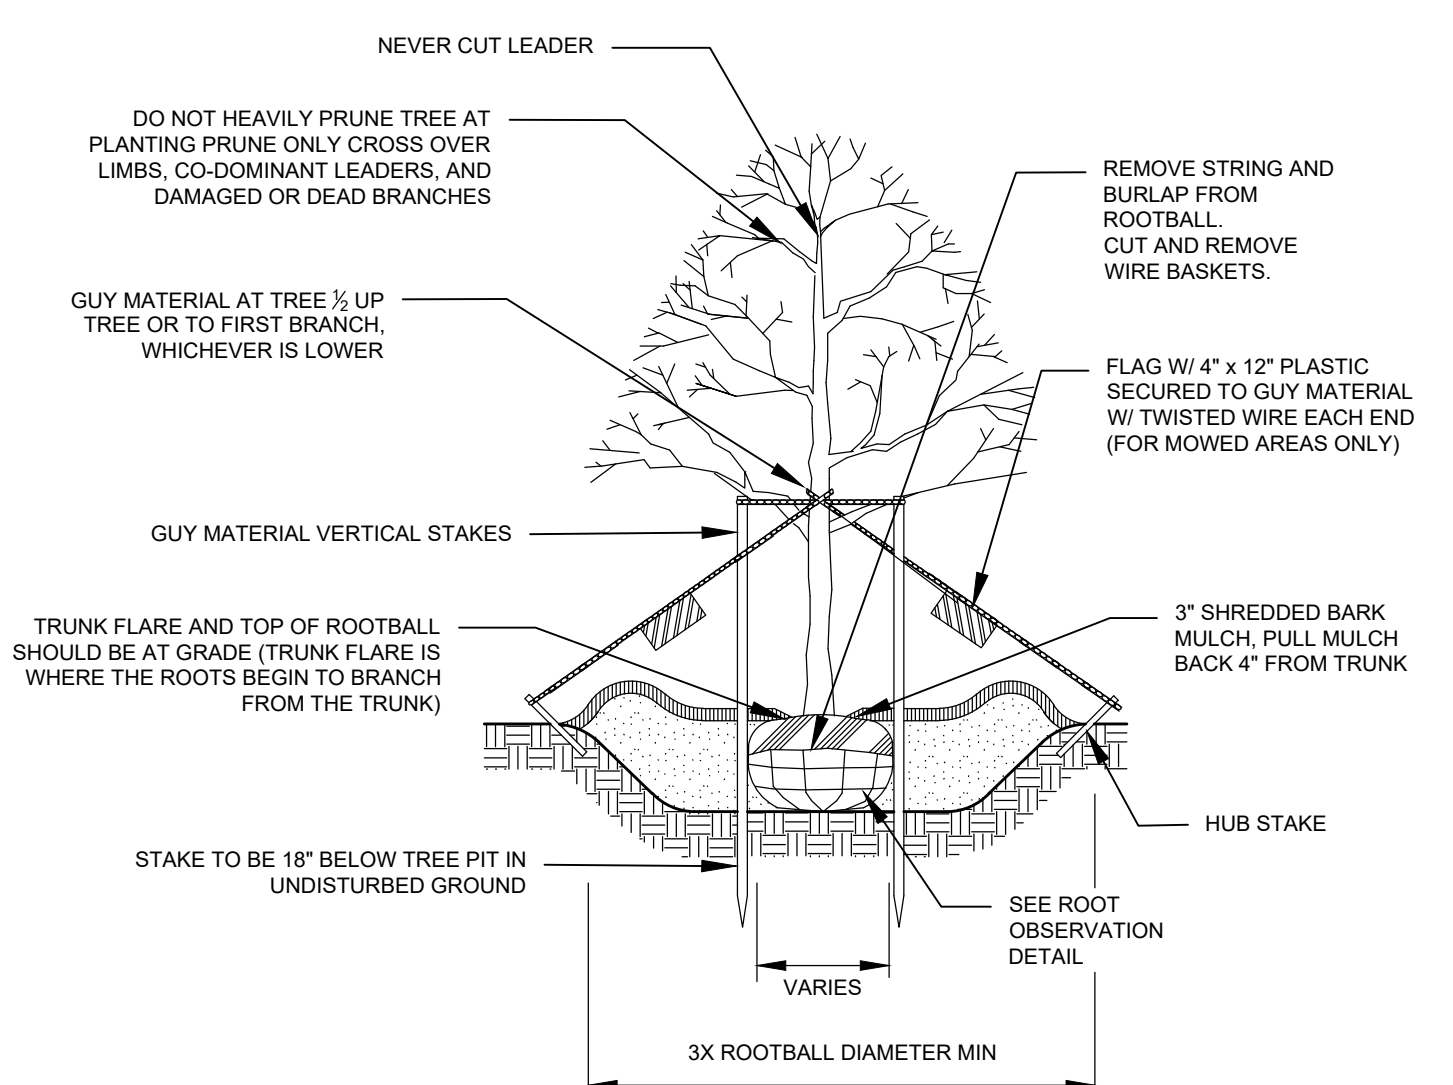 NEVER CUT LEADER
DO NOT HEAVILY PRUNE TREE AT
PLANTING PRUNE ONLY CROSS OVER
LIMBS, CO-DOMINANT LEADERS, AND
DAMAGED OR DEAD BRANCHES
GUY MATERIAL AT TREE ½ UP
TREE OR TO FIRST BRANCH,
WHICHEVER IS LOWER
GUY MATERIAL VERTICAL STAKES
TRUNK FLARE AND TOP OF ROOTBALL
SHOULD BE AT GRADE (TRUNK FLARE IS
WHERE THE ROOTS BEGIN TO BRANCH
FROM THE TRUNK)
STAKE TO BE 18" BELOW TREE PIT IN
UNDISTURBED GROUND
REMOVE STRING AND
BURLAP FROM
ROOTBALL.
CUT AND REMOVE
WIRE BASKETS.
FLAG W/ 4" x 12" PLASTIC
SECURED TO GUY MATERIAL
W/ TWISTED WIRE EACH END
(FOR MOWED AREAS ONLY)
3" SHREDDED BARK
MULCH, PULL MULCH
BACK 4" FROM TRUNK
HUB STAKE
SEE ROOT
OBSERVATION
DETAIL
VARIES
3X ROOTBALL DIAMETER MIN